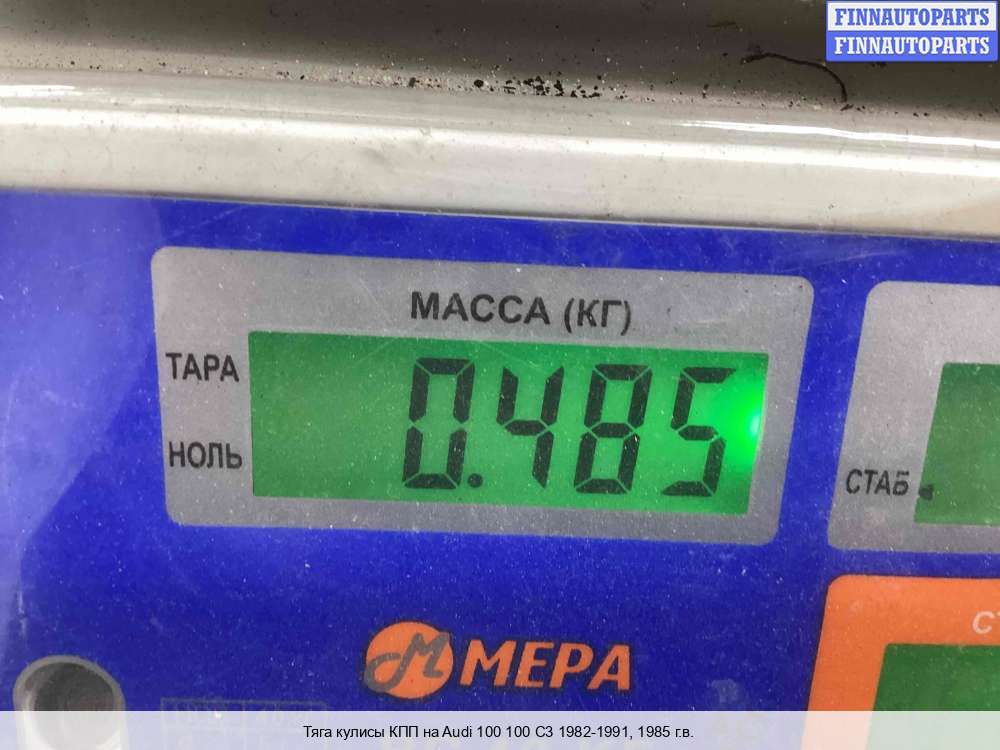 FINNAUTOPARTS
FINNAUTOPARTS
МАССА (КГ)
ТАРА
0.485
НОЛЬ
СТАБ
МЕРА
Тяга кулисы КПП на Audi 100 100 C3 1982-1991, 1985 г.в.